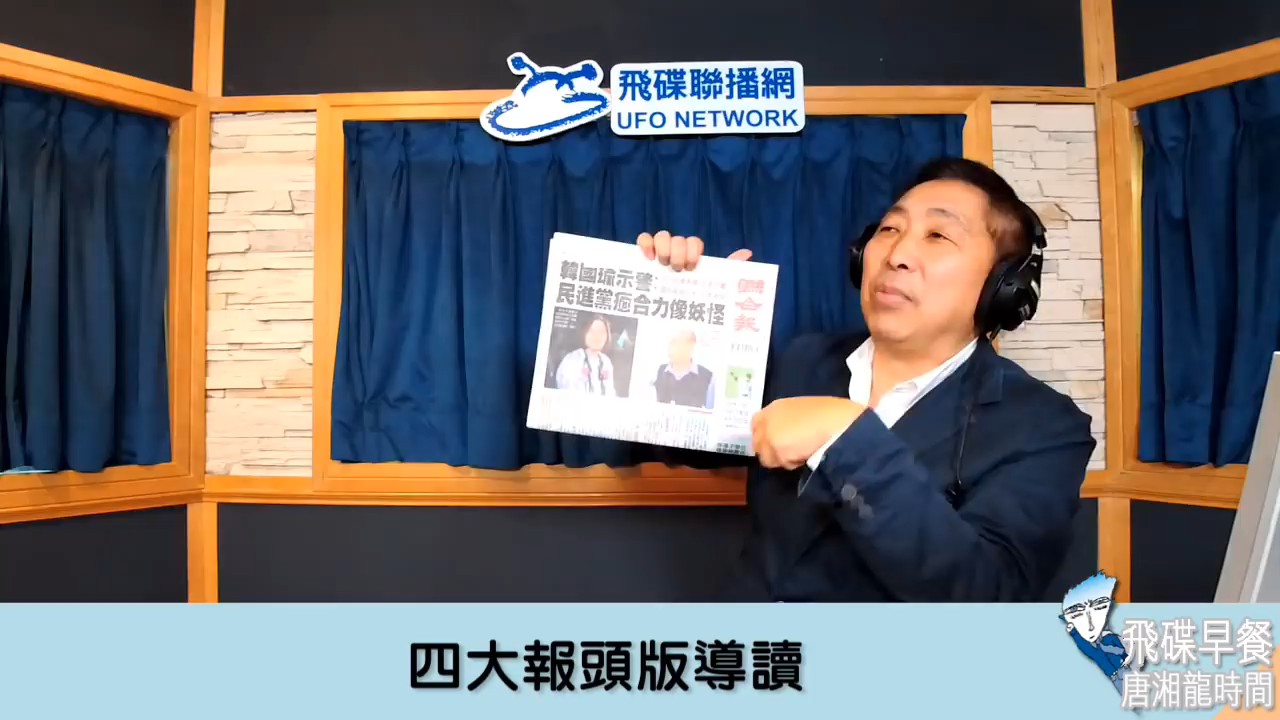 飛碟聯播網
UFO NETWORK
韓國瑜示警
民進黨癒合力像妖怪
聯合報
四大報頭版導讀
飛碟早餐
唐湘龍時間